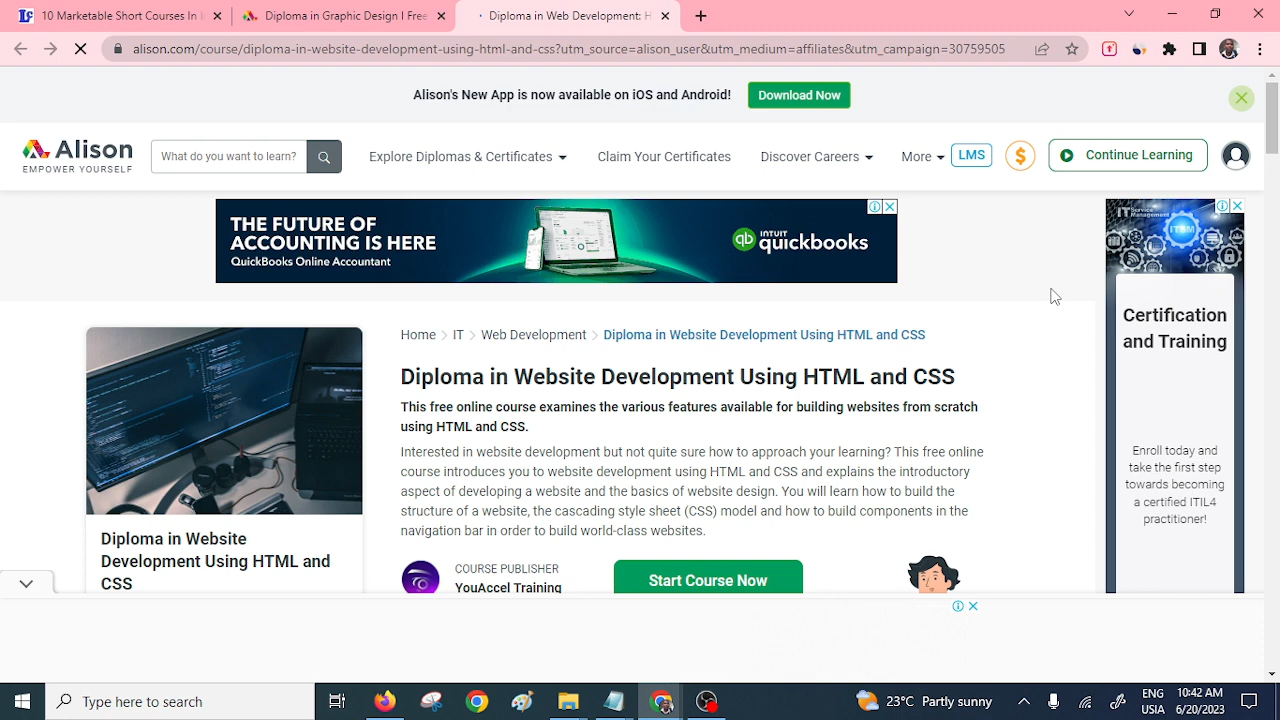 10 Marketable Short Courses In
Diploma in Graphic Design I Free
Diploma in Web Development: H
alison.com/course/diploma-in-website-development-using-html-and-css?utm_source=alison_user&utm_medium=affiliates&utm_campaign=30759505
Alison's New App is now available on iOS and Android!
Download Now
Alison
EMPOWER YOURSELF
What do you want to learn?
Explore Diplomas & Certificates
Claim Your Certificates
Discover Careers
More
LMS
$
Continue Learning
THE FUTURE OF
ACCOUNTING IS HERE
QuickBooks Online Accountant
qb
INTUIT
quickbooks
IT Service
Management
ITBM
Certification
and Training
Enroll today and
take the first step
towards becoming
a certified ITIL4
practitioner!
Home > IT > Web Development > Diploma in Website Development Using HTML and CSS
Diploma in Website Development Using HTML and CSS
This free online course examines the various features available for building websites from scratch
using HTML and CSS.
Interested in website development but not quite sure how to approach your learning? This free online
course introduces you to website development using HTML and CSS and explains the introductory
aspect of developing a website and the basics of website design. You will learn how to build the
structure of a website, the cascading style sheet (CSS) model and how to build components in the
navigation bar in order to build world-class websites.
Diploma in Website
Development Using HTML and
CSS
COURSE PUBLISHER
YouAccel Training
Start Course Now
Type here to search
23°C Partly sunny
ENG
USIA
10:42 AM
6/20/2023